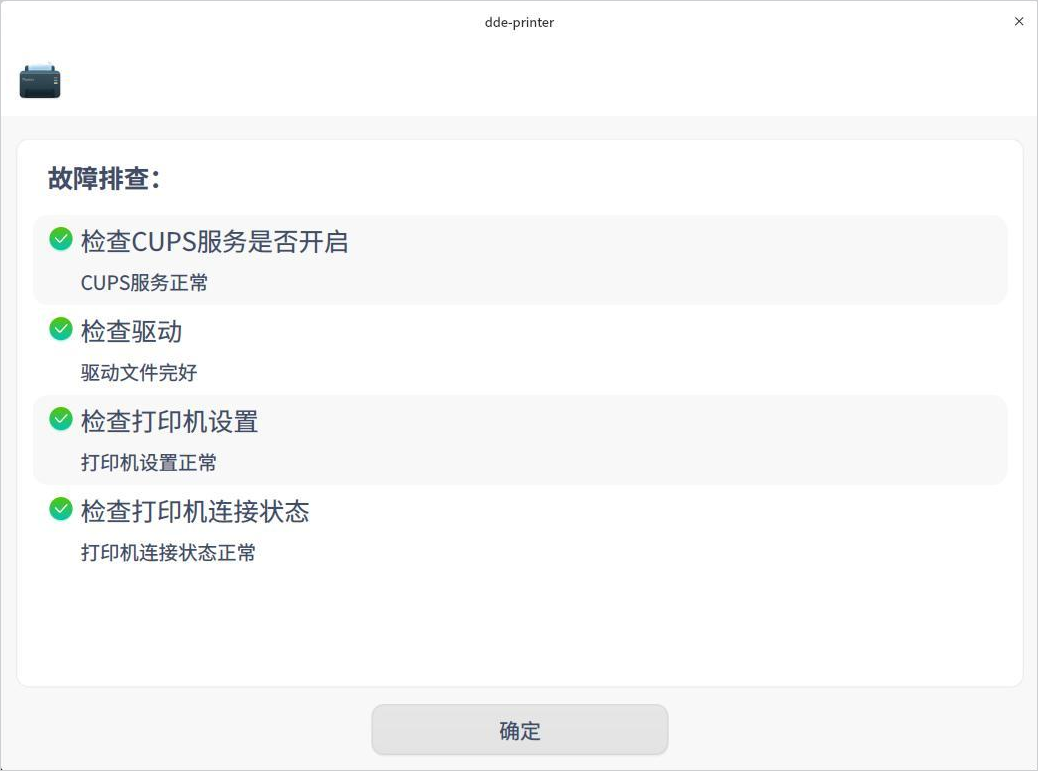 dde-printer
故障排查：
检查CUPS服务是否开启
CUPS服务正常
检查驱动
驱动文件完好
检查打印机设置
打印机设置正常
检查打印机连接状态
打印机连接状态正常
确定